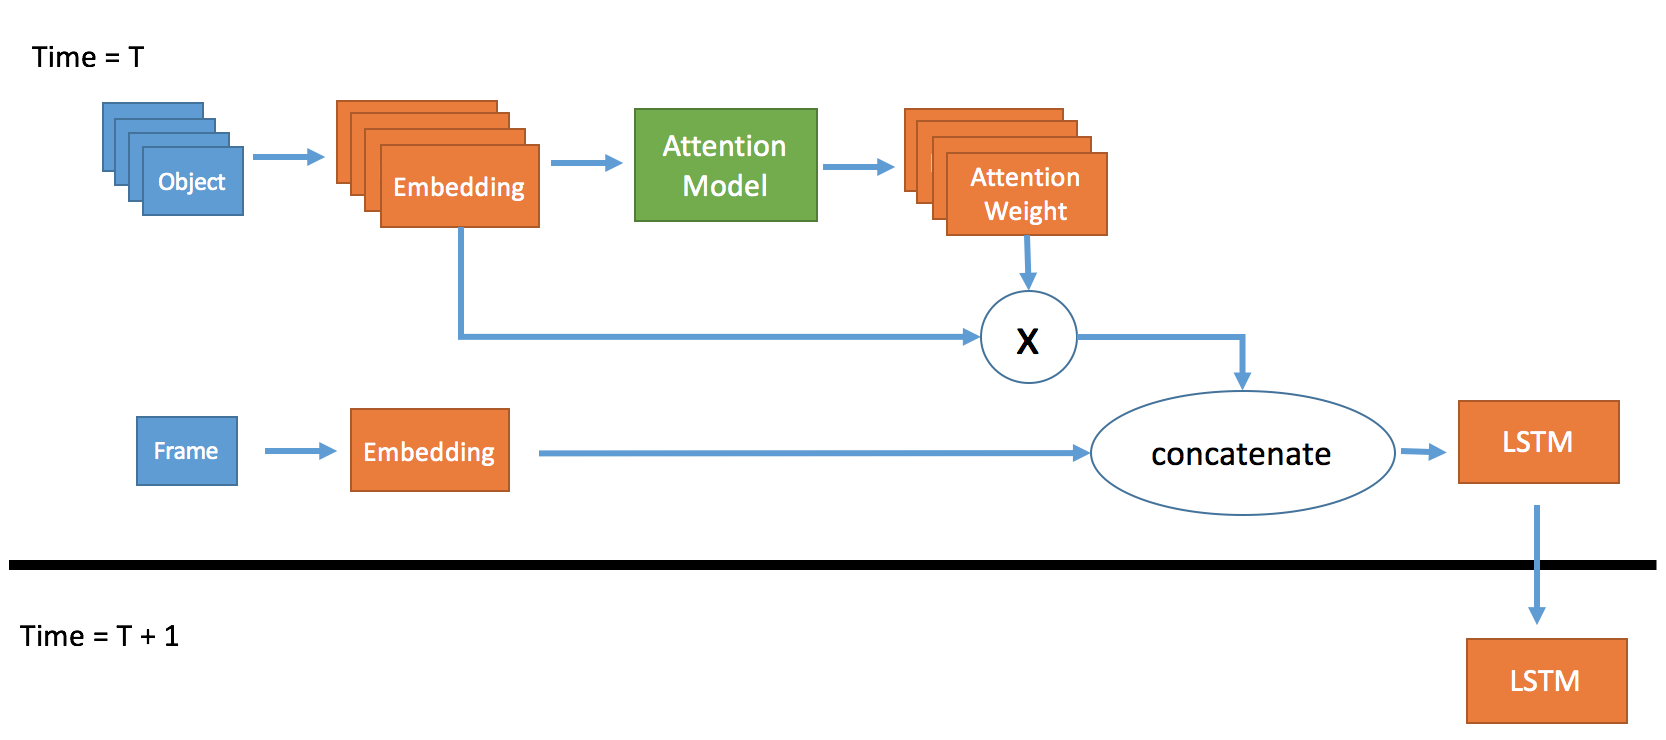 Time = T
Object
Embedding
Attention
Model
Attention
Weight
X
Frame
Embedding
concatenate
LSTM
Time = T + 1
LSTM